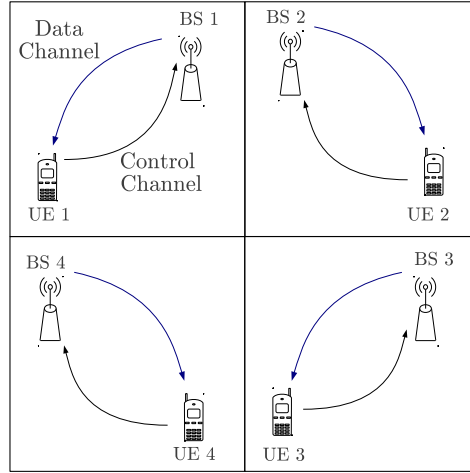 Data
Channel
BS 1
Control
Channel
UE 1
BS 2
UE 2
BS 4
UE 4
BS 3
UE 3